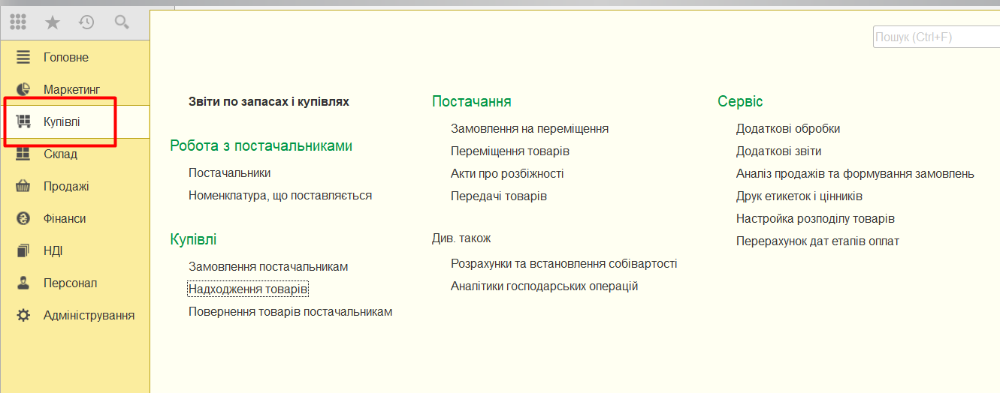 Пошук (Ctrl+F)
Головне
Маркетинг
Купівлі
Склад
Продажі
Фінанси
НДІ
Персонал
Адміністрування
Звіти по запасах і купівлях
Робота з постачальниками
Постачальники
Номенклатура, що поставляється
Купівлі
Замовлення постачальникам
Надходження товарів
Повернення товарів постачальникам
Постачання
Замовлення на переміщення
Переміщення товарів
Акти про розбіжності
Передачі товарів
Див. також
Розрахунки та встановлення собівартості
Аналітики господарських операцій
Сервіс
Додаткові обробки
Додаткові звіти
Аналіз продажів та формування замовлень
Друк етикеток і цінників
Настройка розподілу товарів
Перерахунок дат етапів оплат